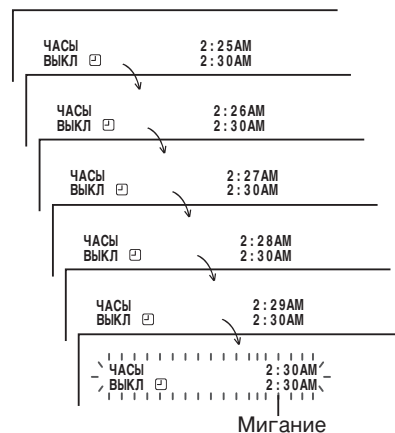 ЧАСЫ 2:25AM
ВЫКЛ 2:30AM
ЧАСЫ 2:26AM
ВЫКЛ 2:30AM
ЧАСЫ 2:27AM
ВЫКЛ 2:30AM
ЧАСЫ 2:28AM
ВЫКЛ 2:30AM
ЧАСЫ 2:29AM
ВЫКЛ 2:30AM
ЧАСЫ 2:30AM
ВЫКЛ 2:30AM
Мигание